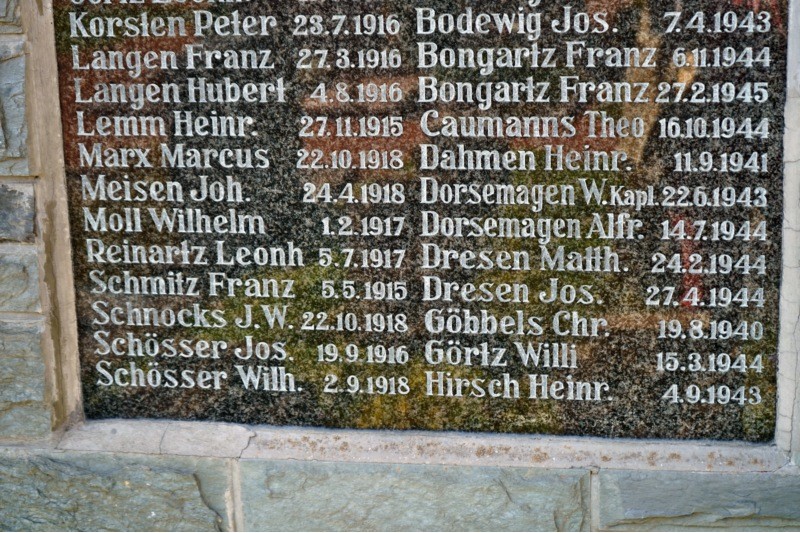 Korsten Peter 23.7.1916
Langen Franz 27.3.1916
Langen Hubert 4.8.1916
Lemm Heinr. 27.11.1915
Marx Marcus 22.10.1918
Meisen Joh. 24.4.1918
Moll Wilhelm 1.2.1917
Reinartz Leonh 5.7.1917
Schmitz Franz 5.5.1915
Schnocks J.W. 22.10.1918
Schösser Jos. 19.9.1916
Schösser Wilh. 2.9.1918
Bodewig Jos. 7.4.1943
Bongartz Franz 6.11.1944
Bongartz Franz 27.2.1945
Caumanns Theo 16.10.1944
Dahmen Heinr. 11.9.1941
Dorsemagen W. Kapl. 22.6.1943
Dorsemagen Alfr. 14.7.1944
Dresen Matth. 24.2.1944
Dresen Jos. 27.4.1944
Göbbels Chr. 19.8.1940
Görtz Willi 15.3.1944
Hirsch Heinr. 4.9.1943